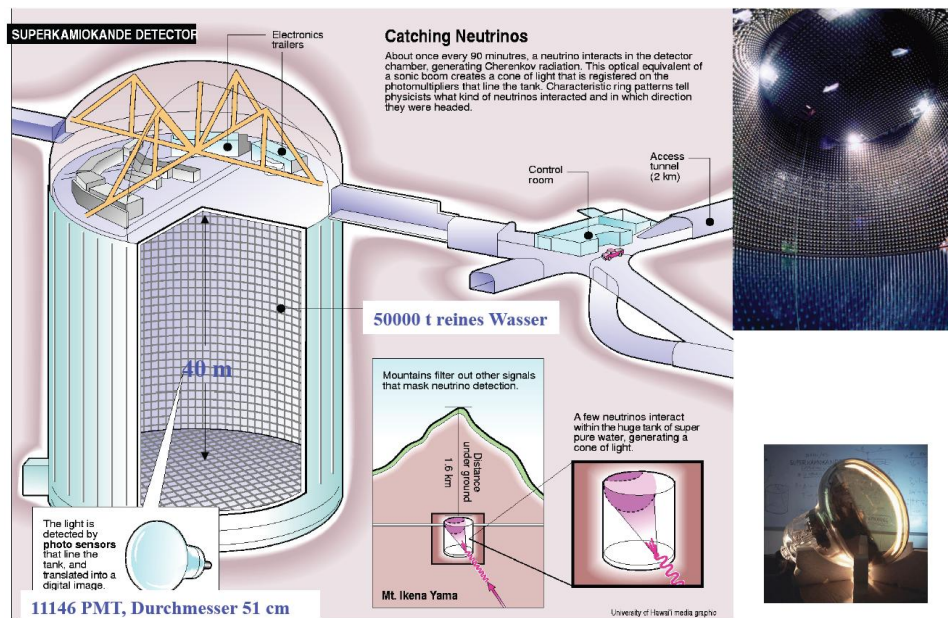 SUPERKAMIOKANDE DETECTOR
Electronics
trailers
Catching Neutrinos
About once every 90 minutres, a neutrino interacts in the detector
chamber, generating Cherenkov radiation. This optical equivalent of
a sonic boom creates a cone of light that is registered on the
photomultipliers that line the tank. Characteristic ring patterns tell
physicists what kind of neutrinos interacted and in which direction
they were headed.
Control
room
Access
tunnel
(2 km)
50000 t reines Wasser
40 m
Mountains filter out other signals
that mask neutrino detection.
Distance
under ground
1.6 km
Mt. Ikena Yama
A few neutrinos interact
within the huge tank of super
pure water, generating a
cone of light.
The light is
detected by
photo sensors
that line the
tank, and
translated into a
digital image.
11146 PMT, Durchmesser 51 cm
University of Hawai'i media graphic